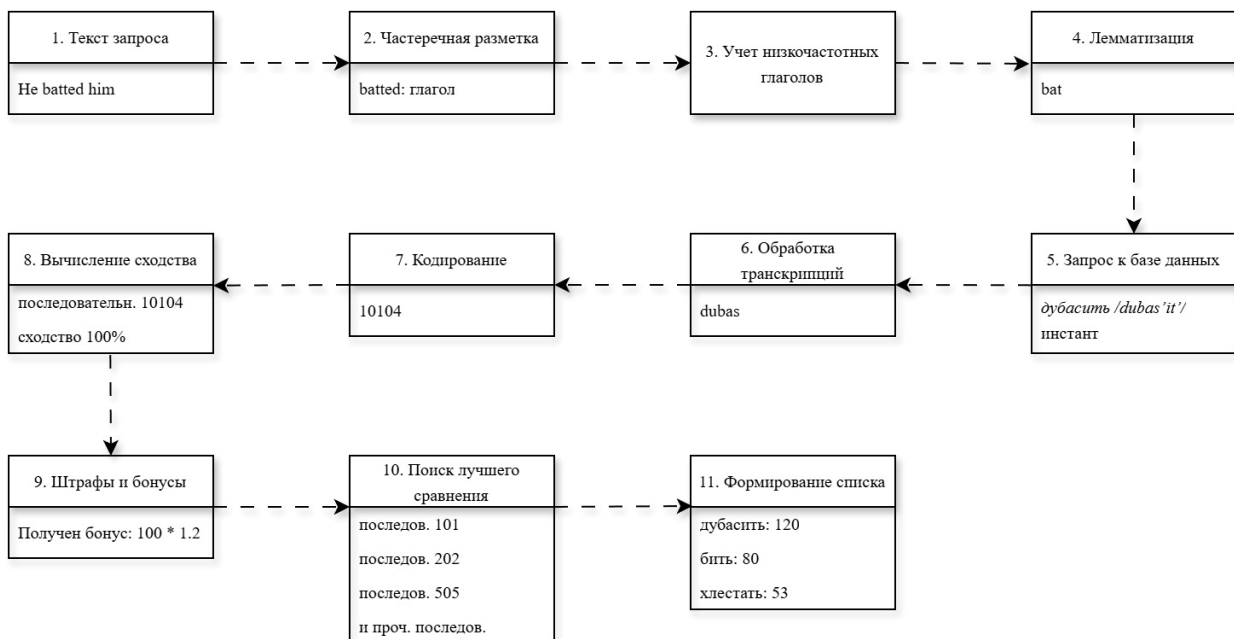 1. Текст запроса
He batted him
2. Частеречная разметка
batted: глагол
3. Учет низкочастотных
глаголов
4. Лемматизация
bat
5. Запрос к базе данных
дубасить /dubas’it’/
инстант
6. Обработка
транскрипций
dubas
7. Кодирование
10104
8. Вычисление сходства
последовательн. 10104
сходство 100%
9. Штрафы и бонусы
Получен бонус: 100 * 1.2
10. Поиск лучшего
сравнения
последов. 101
последов. 202
последов. 505
и проч. последов.
11. Формирование списка
дубасить: 120
бить: 80
хлестать: 53